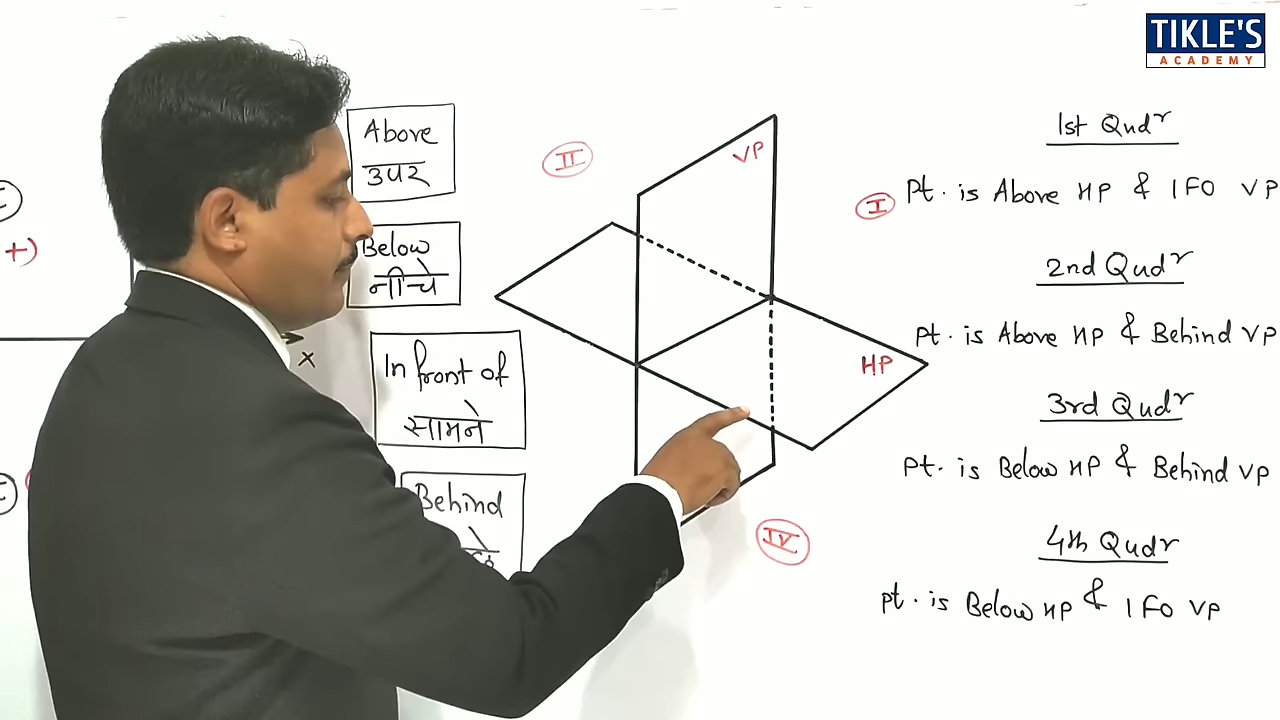 TIKLE'S
ACADEMY
+)
x
Above
उपर
Below
नीचे
In front of
सामने
Behind
II
VP
I
HP
IV
1st Qudr
Pt. is Above HP & IFO VP
2nd Qudr
Pt. is Above HP & Behind VP
3rd Qudr
Pt. is Below HP & Behind VP
4th Qudr
pt. is Below HP & IFO VP